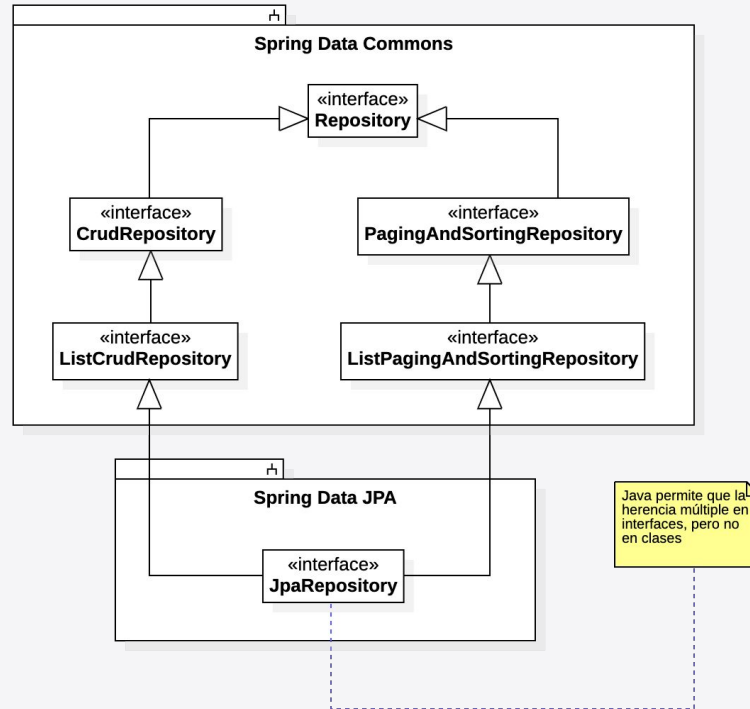 Spring Data Commons
«interface»
Repository
«interface»
CrudRepository
«interface»
PagingAndSortingRepository
«interface»
ListCrudRepository
«interface»
ListPagingAndSortingRepository
Spring Data JPA
«interface»
JpaRepository
Java permite que la
herencia múltiple en
interfaces, pero no
en clases